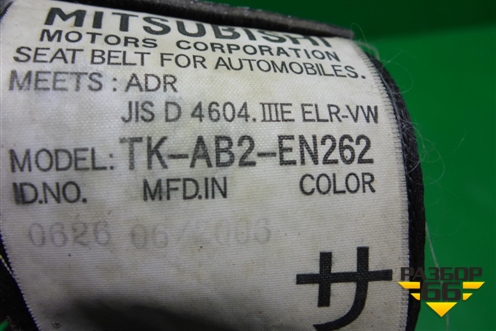 MITSUBISHI
MOTORS CORPORATION
SEAT BELT FOR AUTOMOBILES.
MEETS : ADR
JIS D 4604.IIIE ELR-VW
MODEL: TK-AB2-EN262
ID.NO. MFD.IN COLOR
0626
サ
РАЗБОР
66